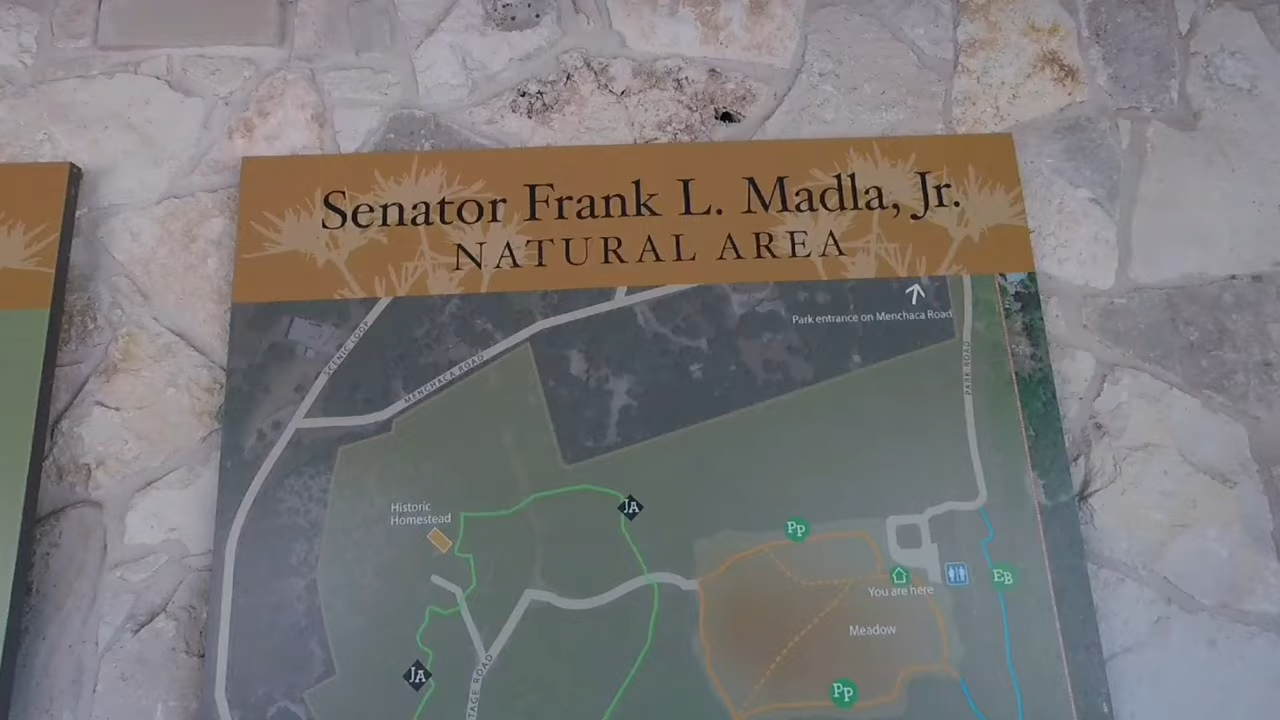 Senator Frank L. Madla, Jr.
NATURAL AREA
Park entrance on Menchaca Road
SCENIC LOOP
MENCHACA ROAD
PARK ROAD
Historic
Homestead
JA
PP
EB
You are here
Meadow
JA
TAGE ROAD
PP